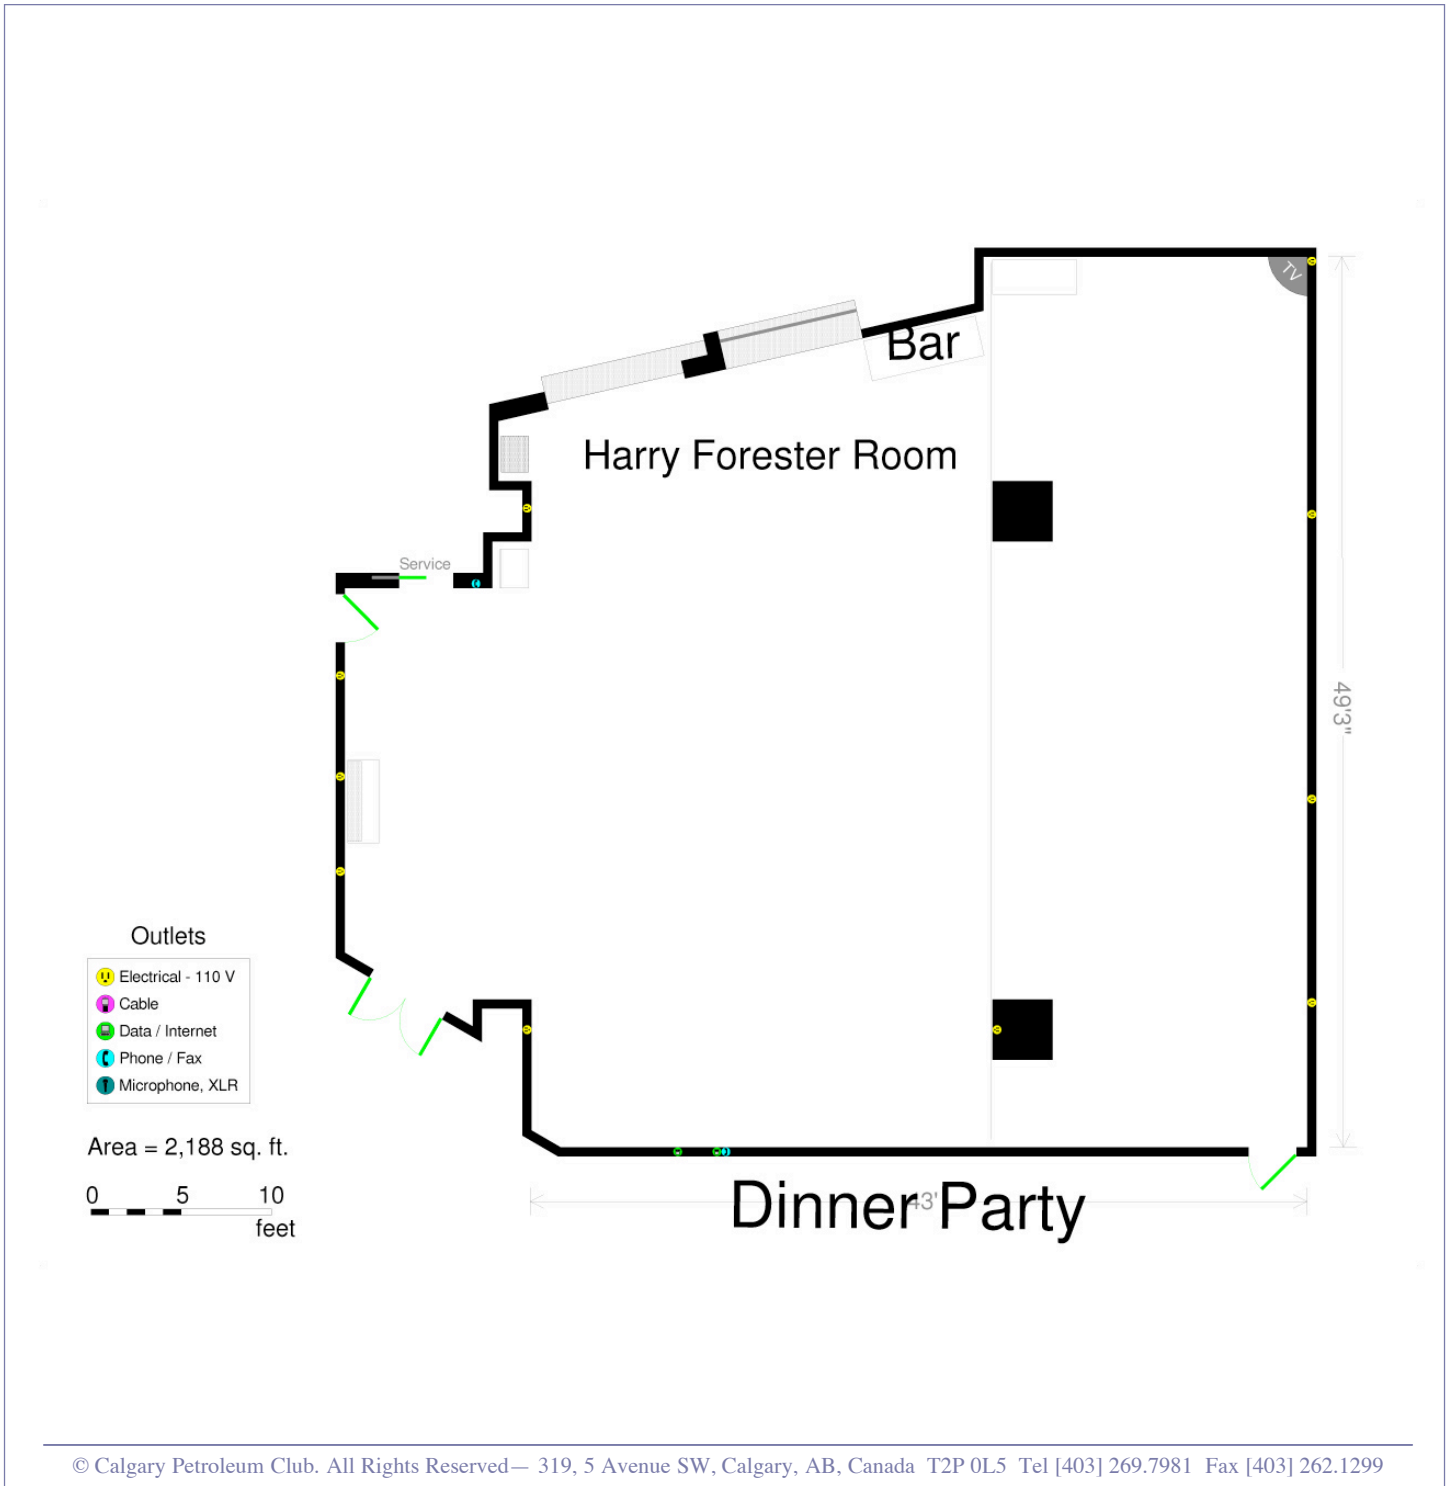 TV
Bar
Harry Forester Room
Service
49'3"
Outlets
Electrical - 110 V
Cable
Data / Internet
Phone / Fax
Microphone, XLR
Area = 2,188 sq. ft.
0 5 10
feet
43'
Dinner Party
© Calgary Petroleum Club. All Rights Reserved— 319, 5 Avenue SW, Calgary, AB, Canada T2P 0L5 Tel [403] 269.7981 Fax [403] 262.1299